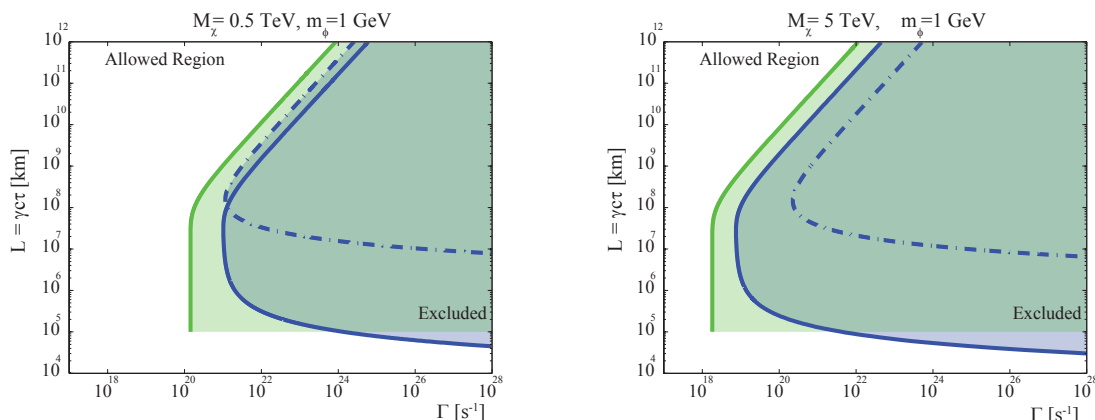 M_χ= 0.5 TeV, m_ϕ=1 GeV
10^12
10^11
10^10
10^9
10^8
10^7
10^6
10^5
10^4
L = γcτ [km]
Allowed Region
Excluded
10^18 10^20 10^22 10^24 10^26 10^28
Γ [s^-1]
M_χ= 5 TeV, m_ϕ=1 GeV
10^12
10^11
10^10
10^9
10^8
10^7
10^6
10^5
10^4
L = γcτ [km]
Allowed Region
Excluded
10^18 10^20 10^22 10^24 10^26 10^28
Γ [s^-1]